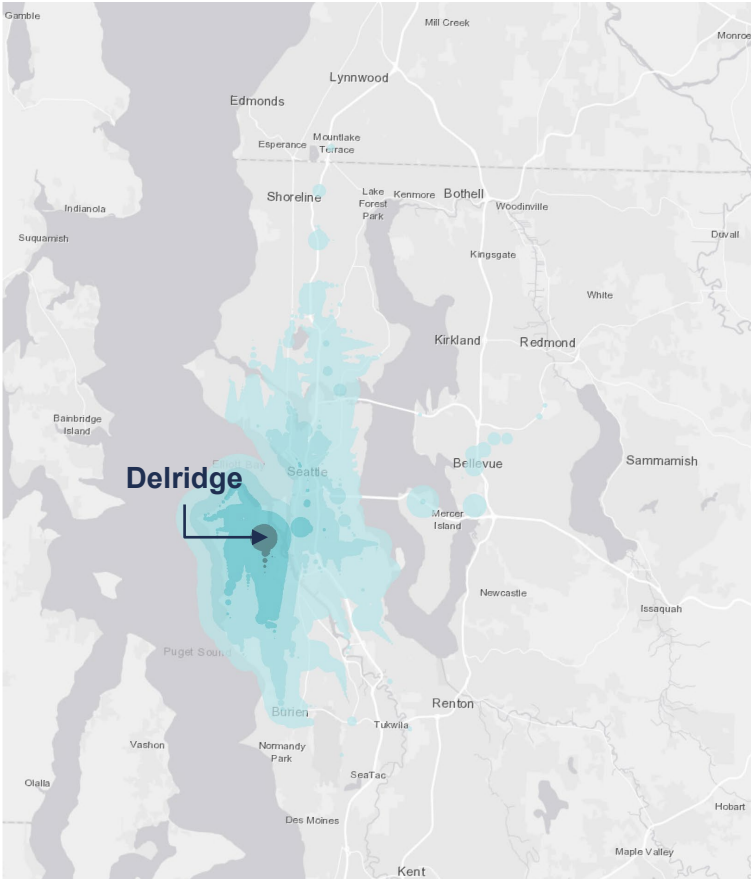 Gamble
Mill Creek
Monroe
Lynnwood
Edmonds
Mountlake
Terrace
Esperance
Shoreline
Lake
Forest
Park
Kenmore
Bothell
Woodinville
Indianola
Suquamish
Duvall
Kingsgate
White
Kirkland
Redmond
Bainbridge
Island
Seattle
Bellevue
Sammamish
Delridge
Mercer
Island
Newcastle
Issaquah
Puget Sound
Burien
Renton
Tukwila
Vashon
Normandy
Park
SeaTac
Olalla
Hobart
Des Moines
Maple Valley
Kent